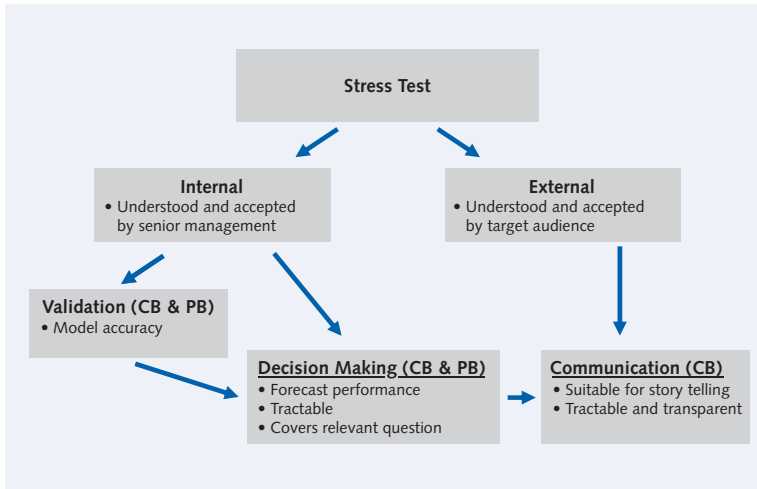 Stress Test
Internal
• Understood and accepted
by senior management
External
• Understood and accepted
by target audience
Validation (CB & PB)
• Model accuracy
Decision Making (CB & PB)
• Forecast performance
• Tractable
• Covers relevant question
Communication (CB)
• Suitable for story telling
• Tractable and transparent